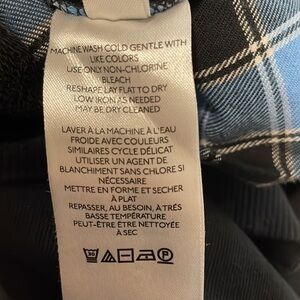 MACHINE WASH COLD GENTLE WITH
LIKE COLORS
USE ONLY NON-CHLORINE
BLEACH
RESHAPE LAY FLAT TO DRY
LOW IRON AS NEEDED
MAY BE DRY CLEANED
LAVER À LA MACHINE À L'EAU
FROIDE AVEC COULEURS
SIMILAIRES CYCLE DÉLICAT
UTILISER UN AGENT DE
BLANCHIMENT SANS CHLORE SI
NÉCESSAIRE
METTRE EN FORME ET SÉCHER
À PLAT
REPASSER, AU BESOIN, À TRÈS
BASSE TEMPÉRATURE
PEUT-ÊTRE ÊTRE NETTOYÉE
À SEC
30 P